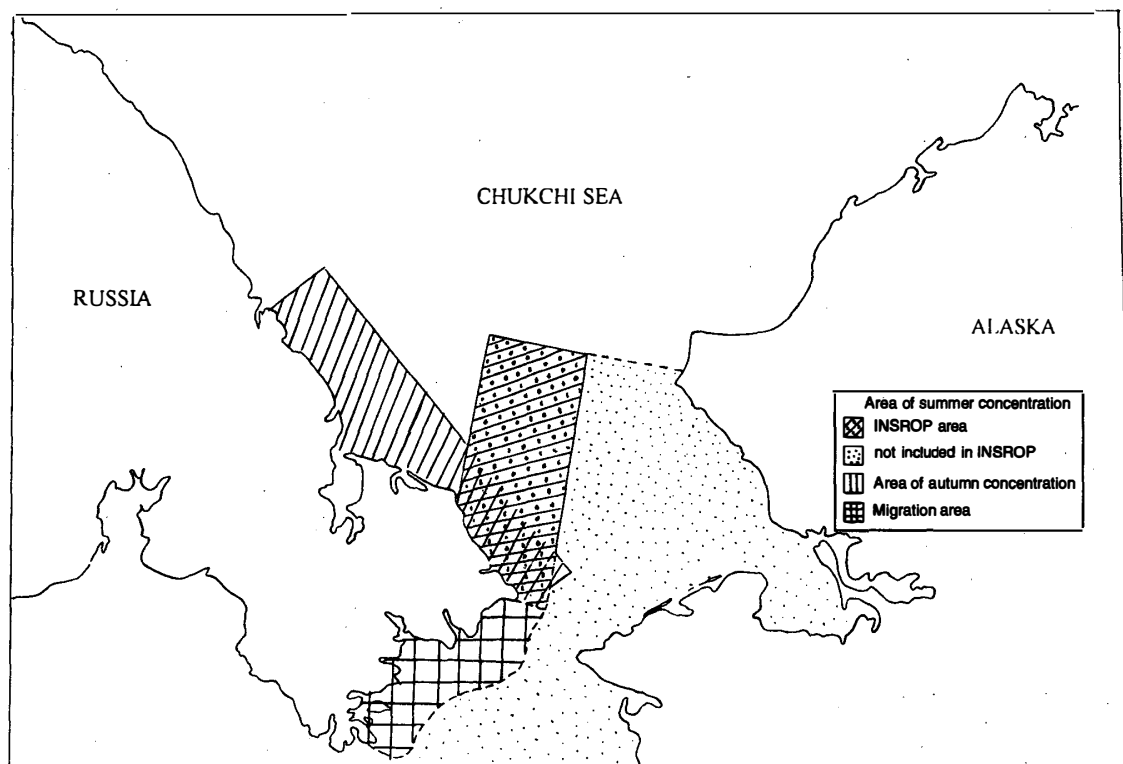 CHUKCHI SEA
RUSSIA
ALASKA
Area of summer concentration
INSROP area
not included in INSROP
Area of autumn concentration
Migration area